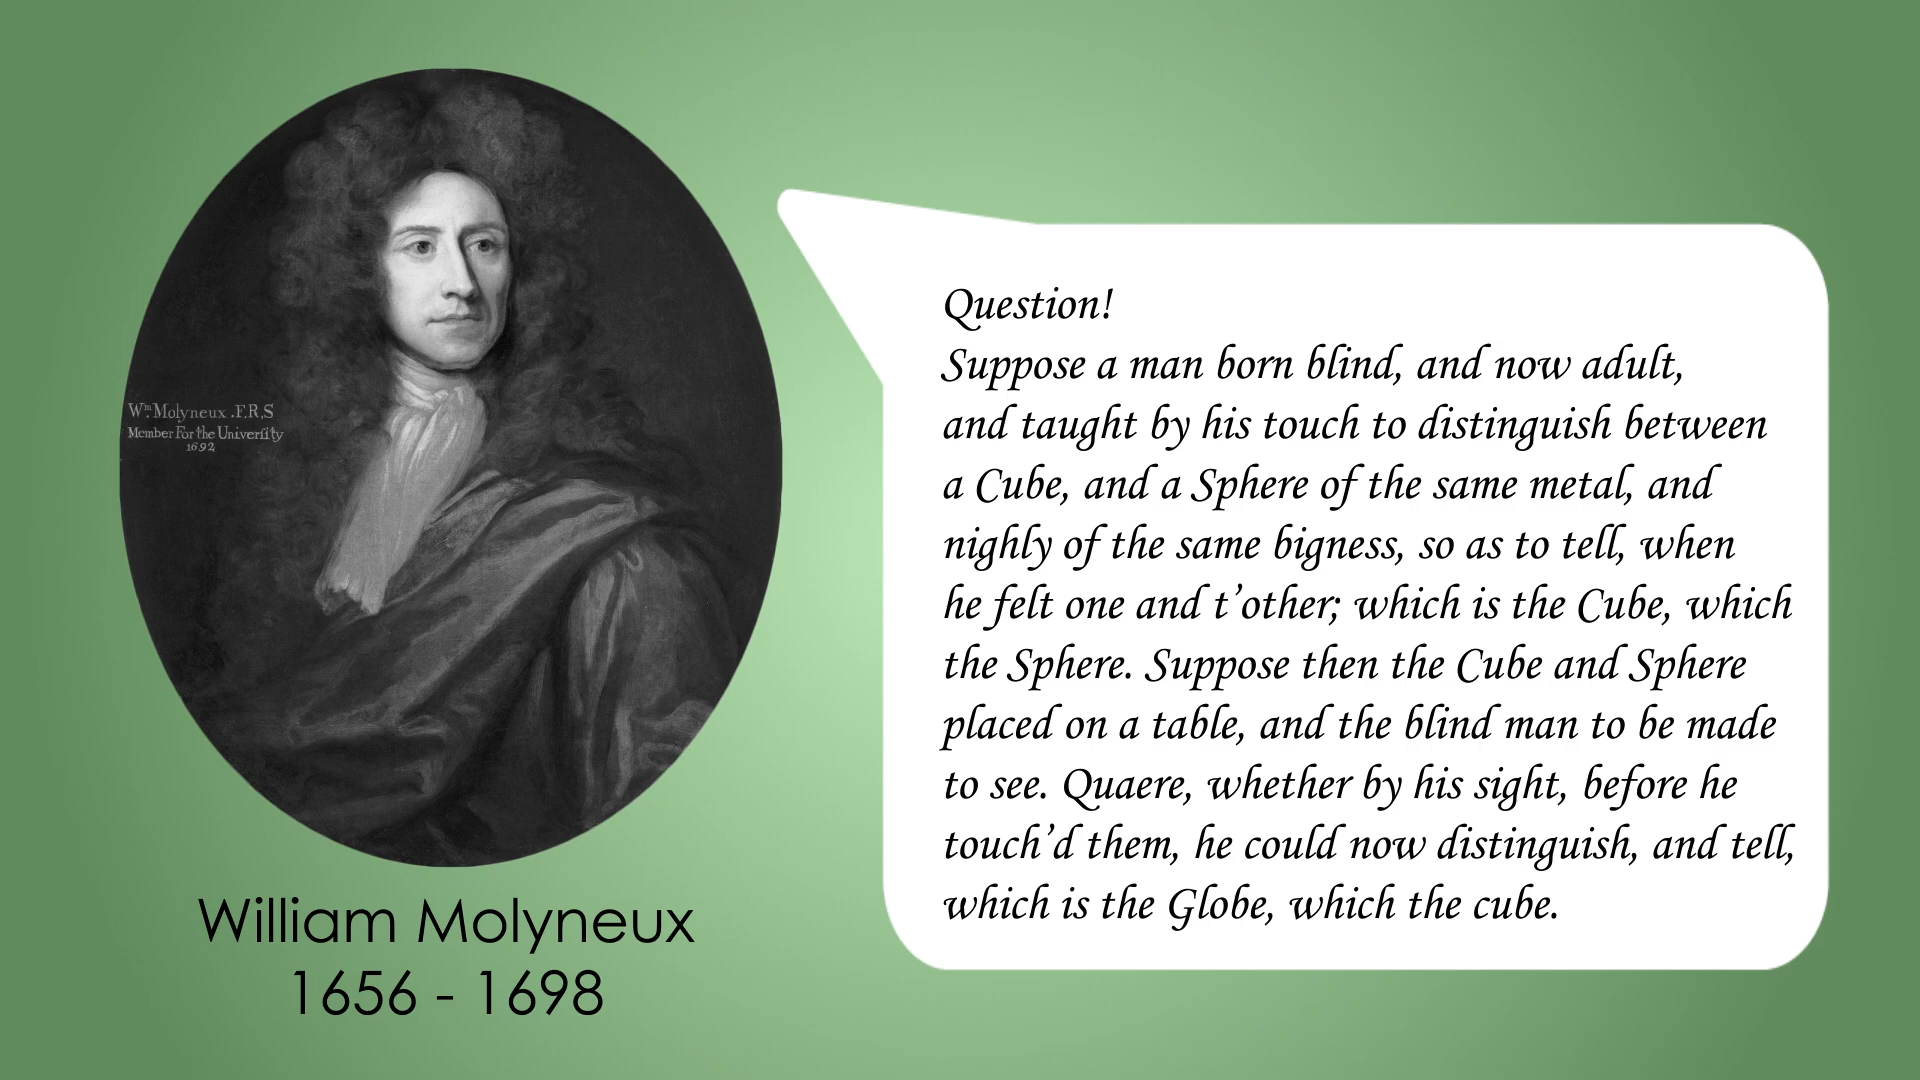 Wm. Molyneux .F.R.S
Member For the Univerſity
1692
William Molyneux
1656 - 1698
Question!
Suppose a man born blind, and now adult,
and taught by his touch to distinguish between
a Cube, and a Sphere of the same metal, and
nighly of the same bigness, so as to tell, when
he felt one and t’other; which is the Cube, which
the Sphere. Suppose then the Cube and Sphere
placed on a table, and the blind man to be made
to see. Quaere, whether by his sight, before he
touch’d them, he could now distinguish, and tell,
which is the Globe, which the cube.